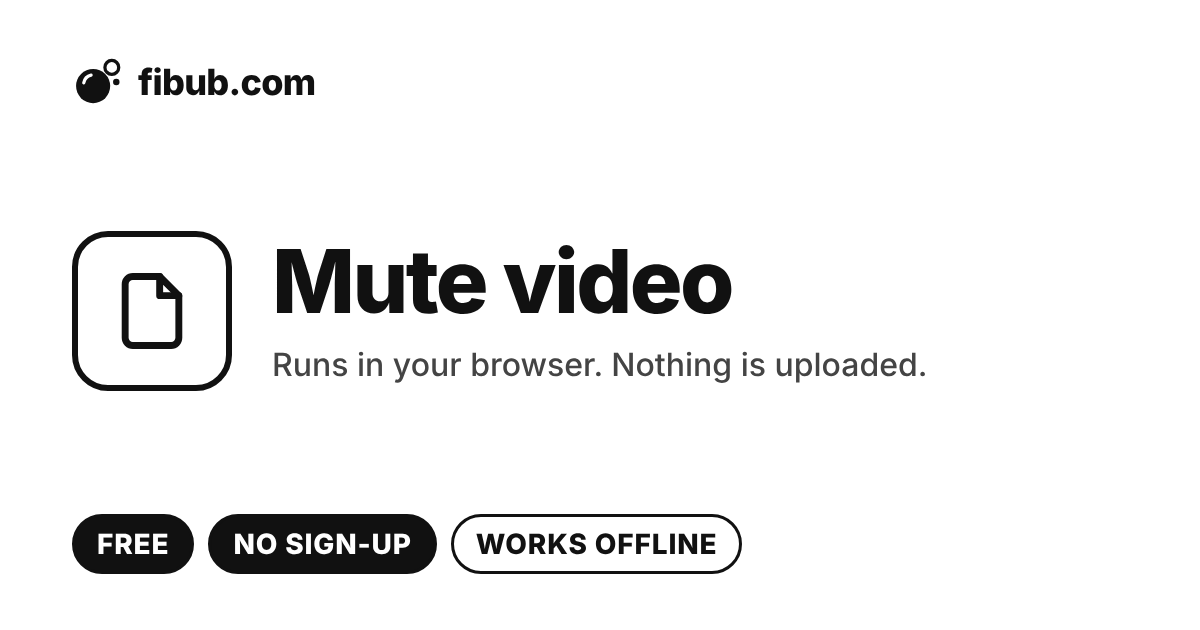 fibub.com
Mute video
Runs in your browser. Nothing is uploaded.
FREE
NO SIGN-UP
WORKS OFFLINE